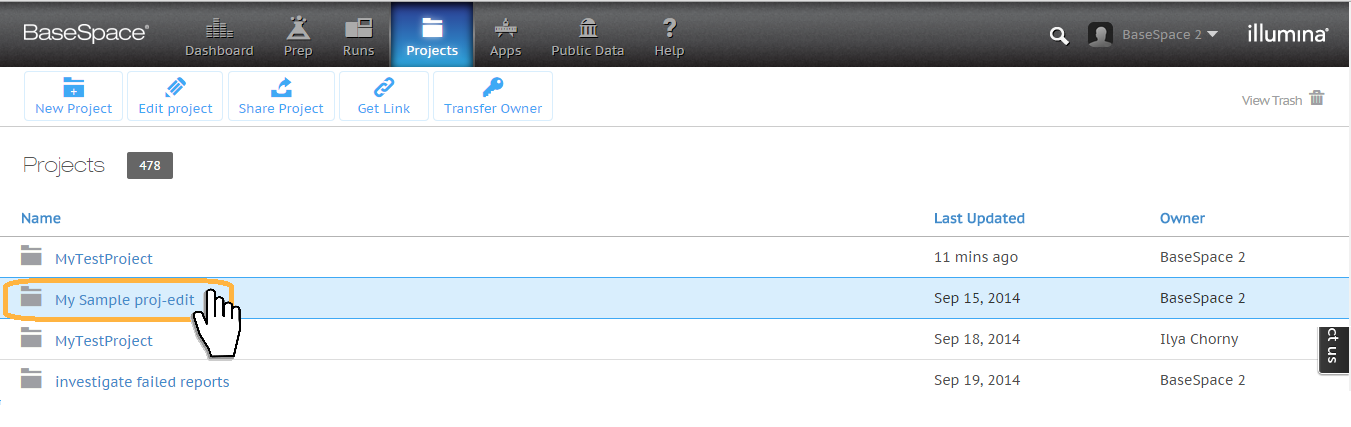 BaseSpace®
Dashboard Prep Runs Projects Apps Public Data ? Help
BaseSpace 2
illumina®
New Project Edit project Share Project Get Link Transfer Owner
View Trash
Projects 478
Name Last Updated Owner
MyTestProject 11 mins ago BaseSpace 2
My Sample proj-edit Sep 15, 2014 BaseSpace 2
MyTestProject Sep 18, 2014 Ilya Chorny
ct us
investigate failed reports Sep 19, 2014 BaseSpace 2